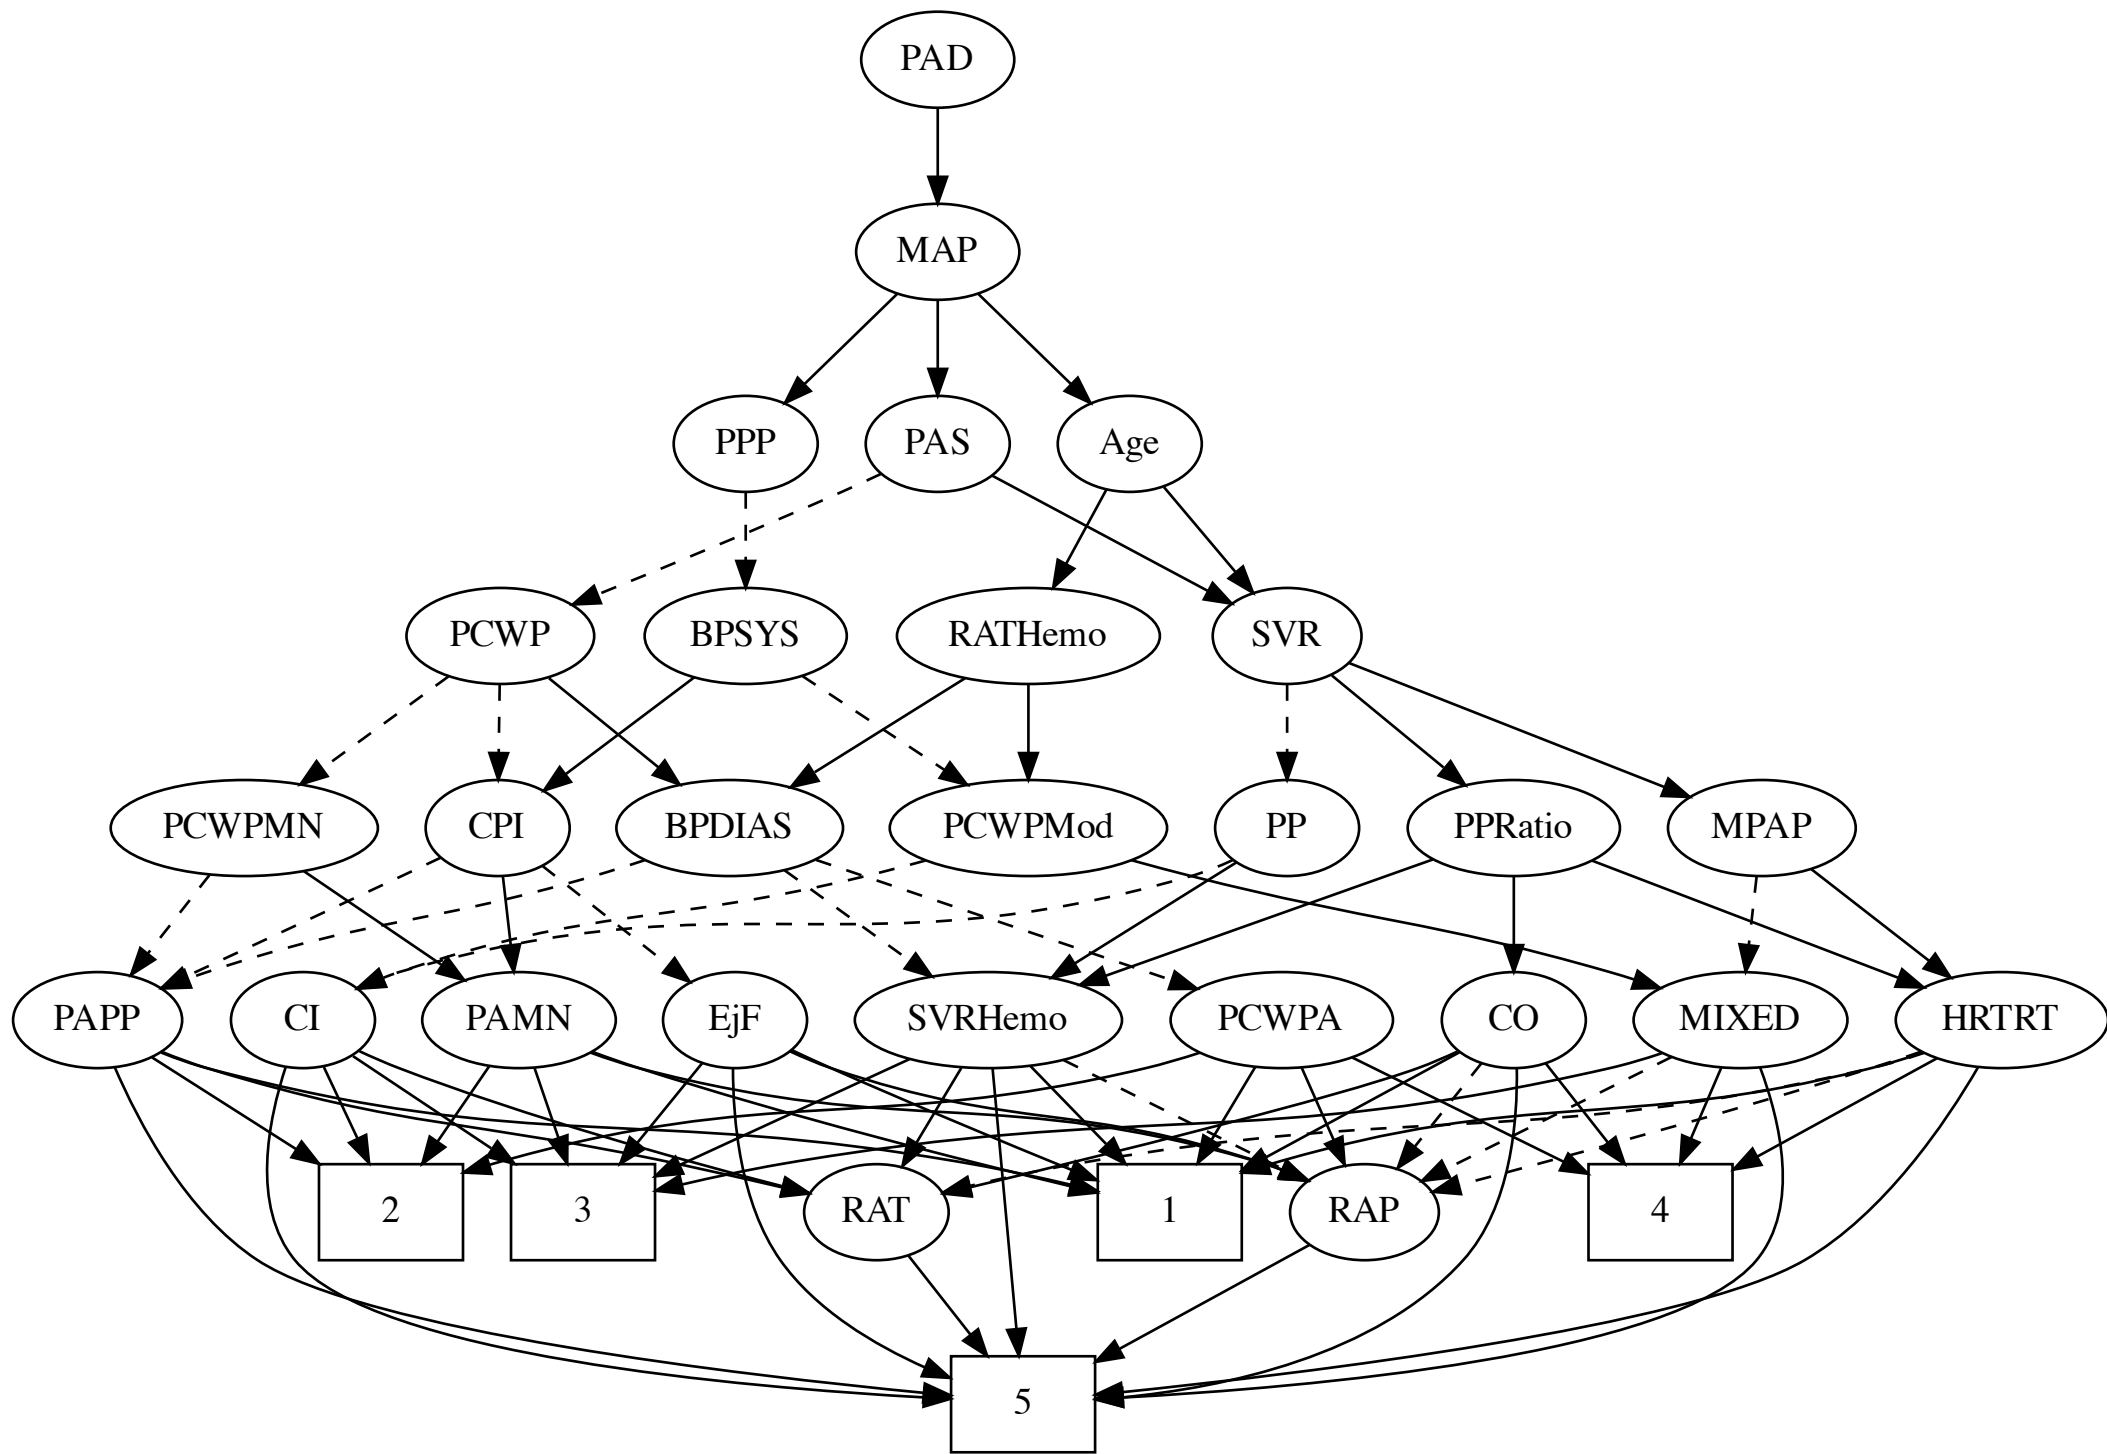 PAD
MAP
PPP
PAS
Age
PCWP
BPSYS
RATHemo
SVR
PCWPMN
CPI
BPDIAS
PCWPMod
PP
PPRatio
MPAP
PAPP
CI
PAMN
EjF
SVRHemo
PCWPA
CO
MIXED
HRTRT
2
3
RAT
1
RAP
4
5